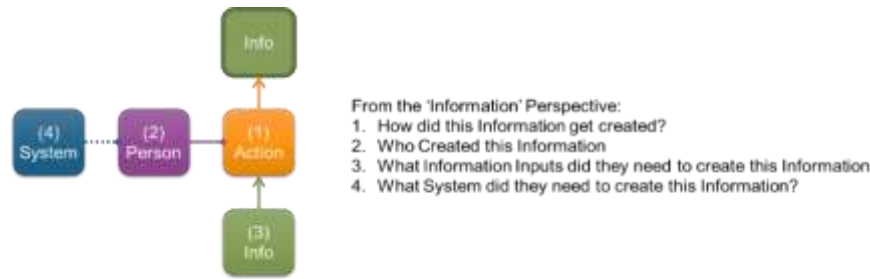 Info
(4)
System
(2)
Person
(1)
Action
(3)
Info
From the 'Information' Perspective:
1. How did this Information get created?
2. Who Created this Information
3. What Information Inputs did they need to create this Information
4. What System did they need to create this Information?